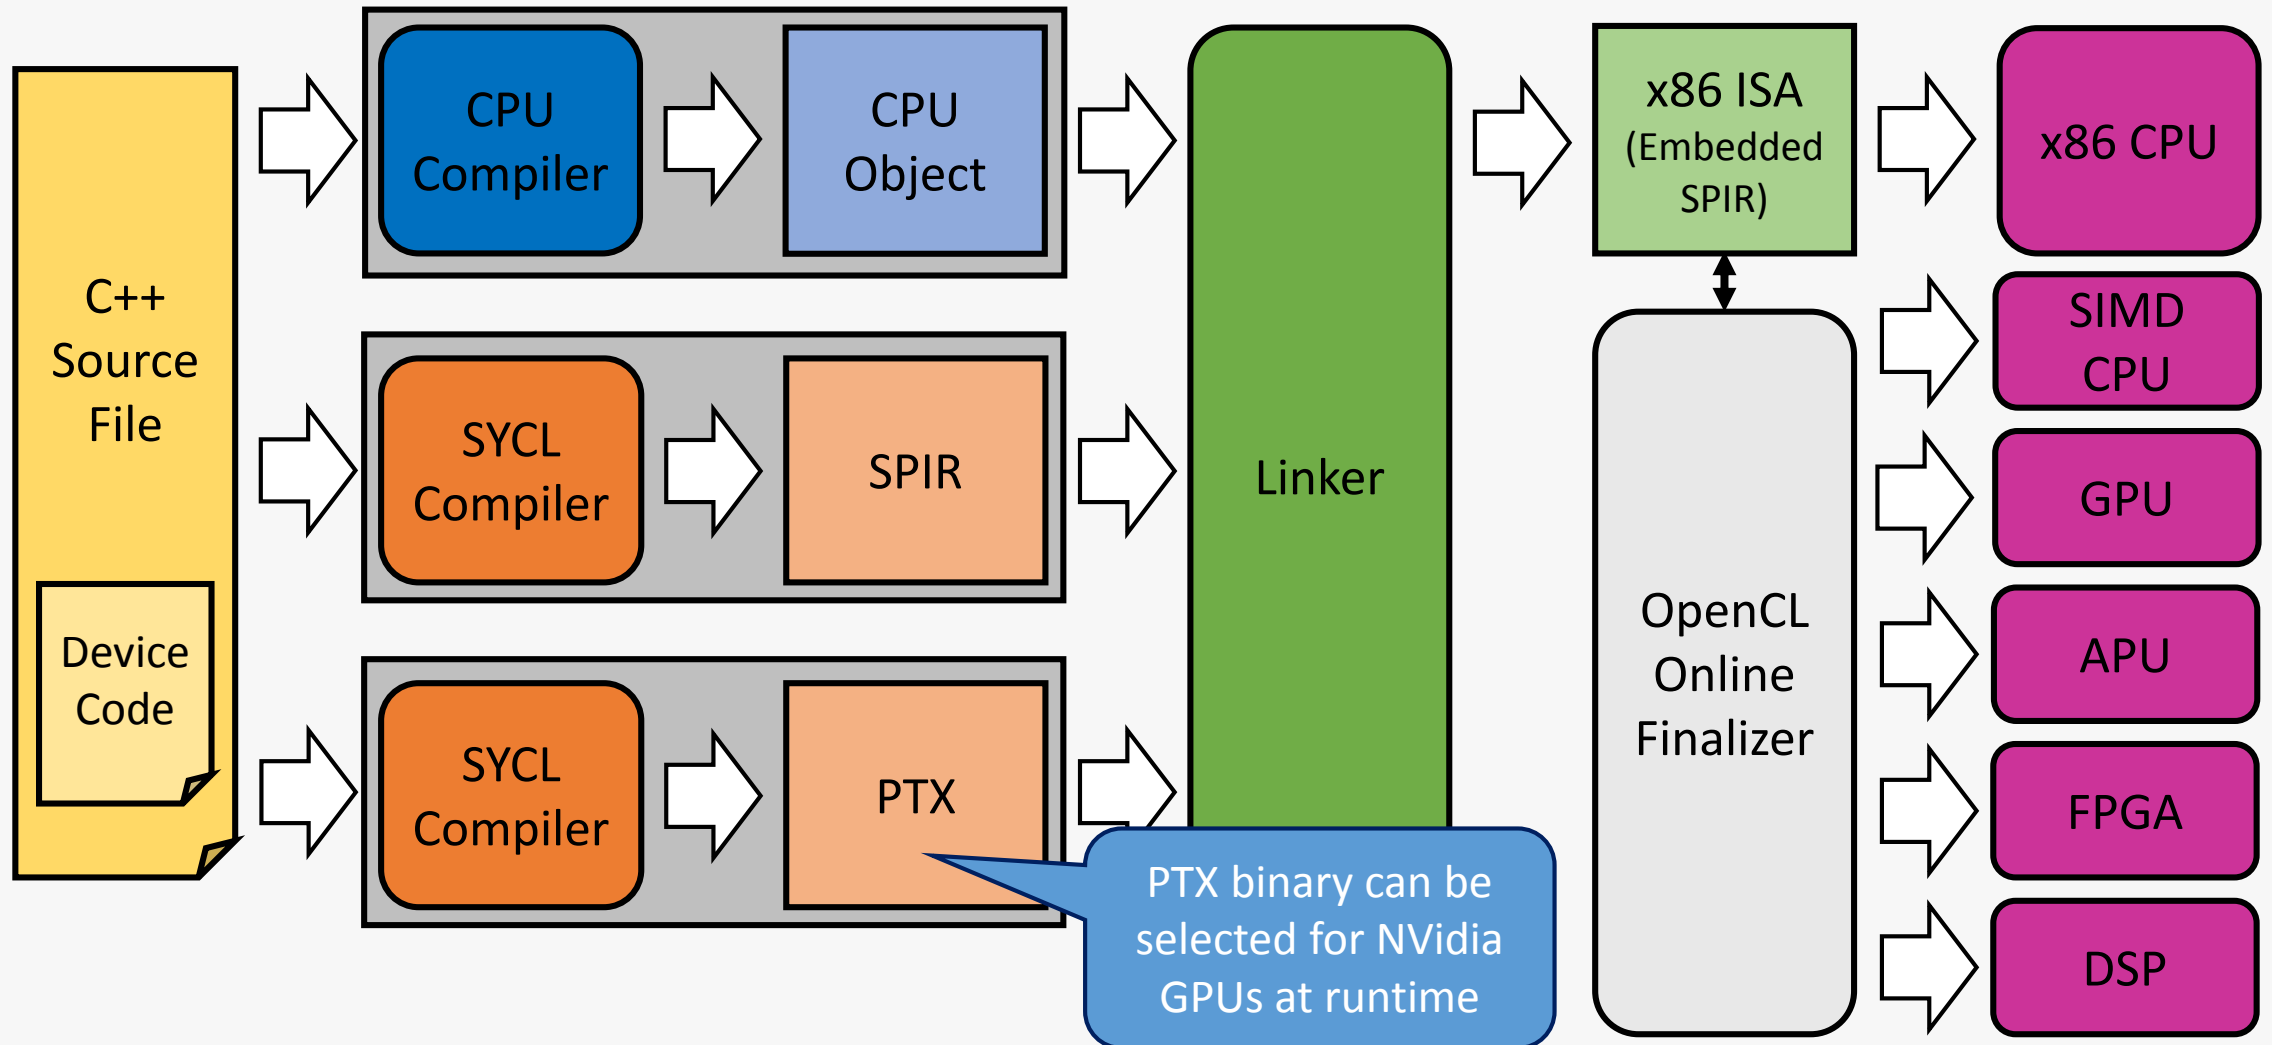 C++
Source
File
Device
Code
CPU
Compiler
CPU
Object
SYCL
Compiler
SPIR
SYCL
Compiler
PTX
Linker
PTX binary can be
selected for NVidia
GPUs at runtime
x86 ISA
(Embedded
SPIR)
OpenCL
Online
Finalizer
x86 CPU
SIMD
CPU
GPU
APU
FPGA
DSP